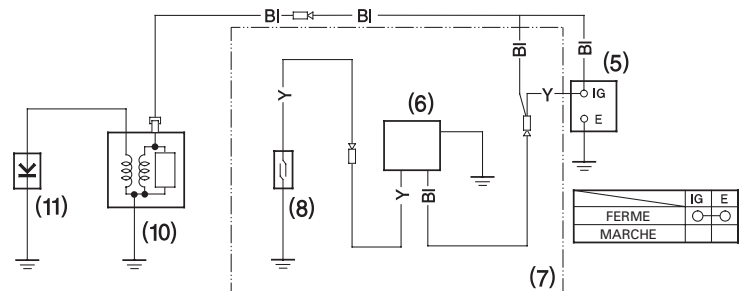 Bl
Bl
Bl
Bl
(5)
Y
IG
E
(6)
Y
Y
Bl
(8)
(11)
(10)
(7)
IG E
FERME
MARCHE